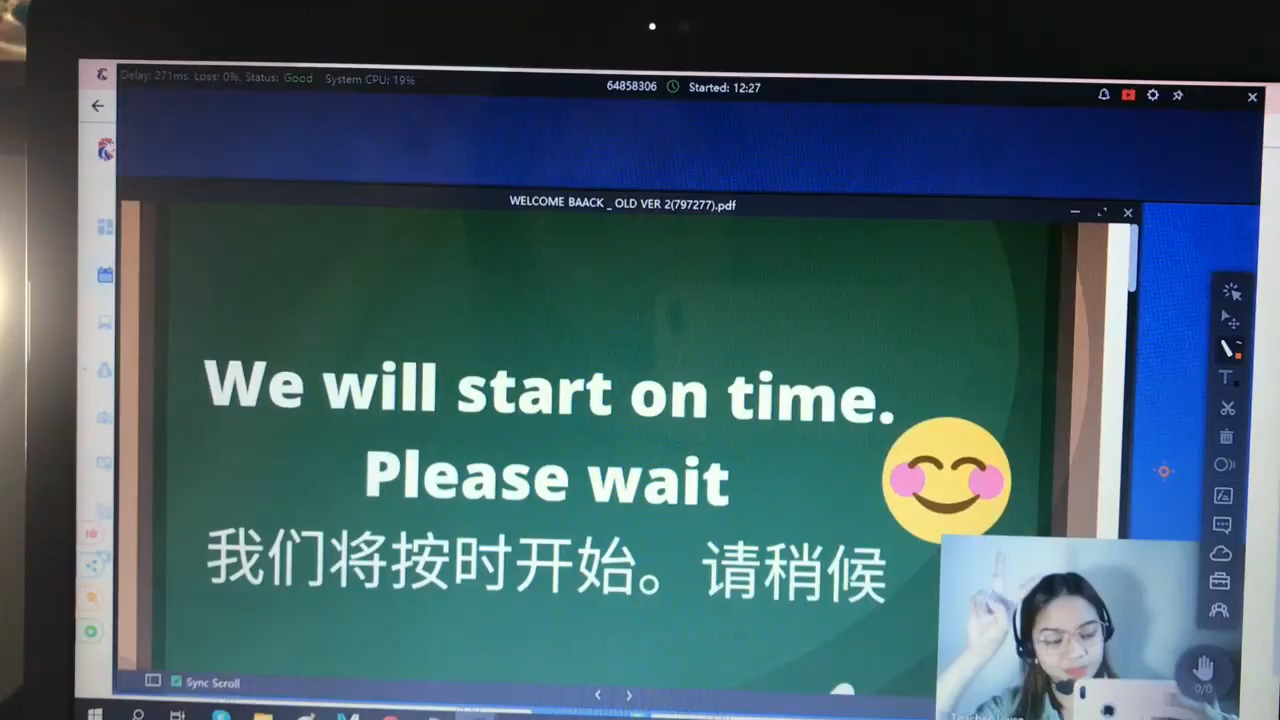 Delay: 271ms. Loss: 0%, Status: Good System CPU: 19%
64858306 Started: 12:27
WELCOME BAACK _ OLD VER 2(797277).pdf
We will start on time.
Please wait
我们将按时开始。请稍候
Sync Scroll
0/0